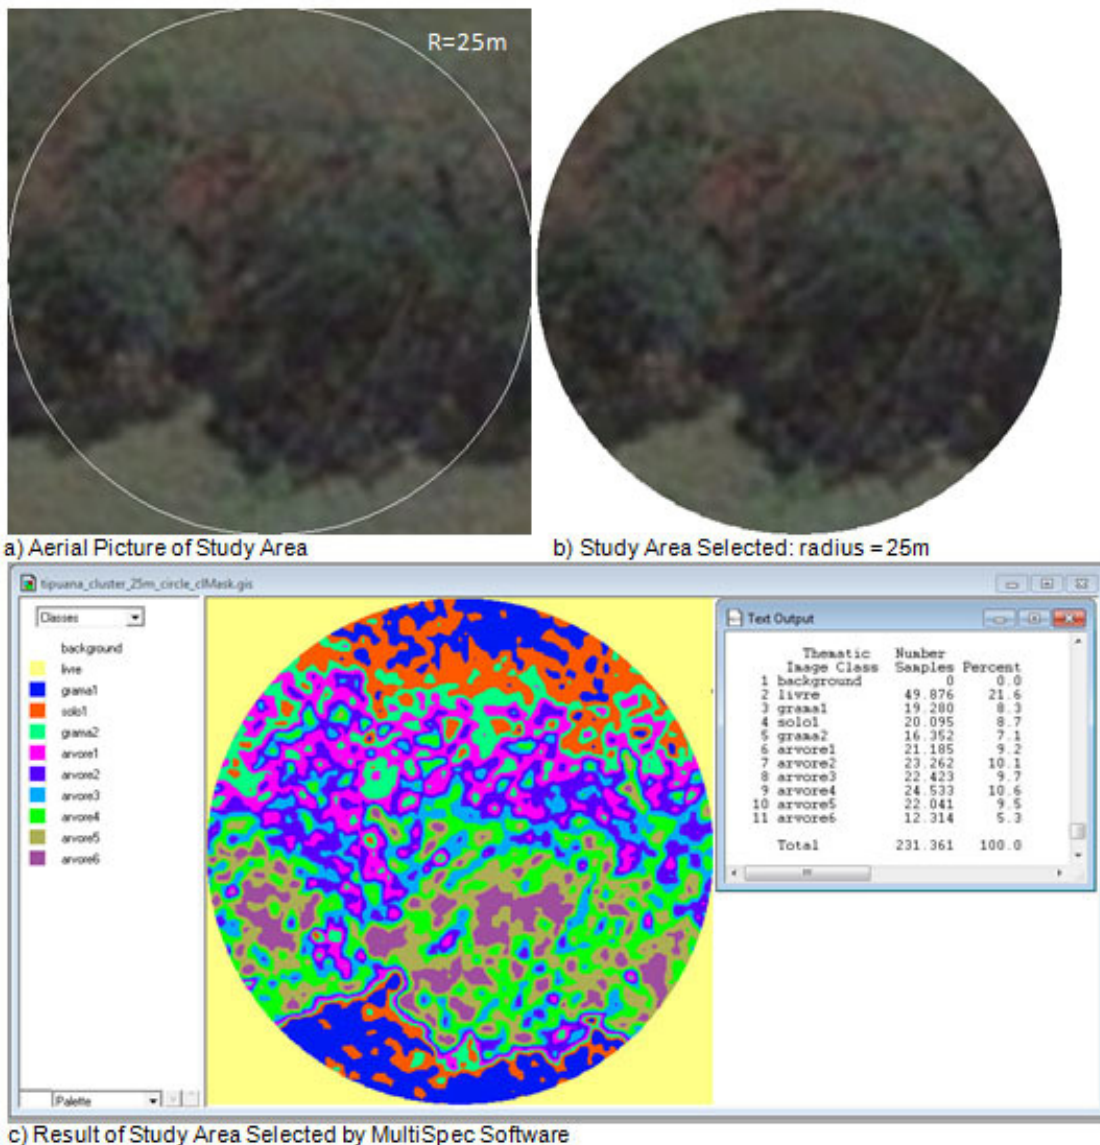 R=25m
a) Aerial Picture of Study Area
b) Study Area Selected: radius = 25m
tipuana_cluster_25m_circle_clMask.gis
Classes
background
livre
grama1
solo1
grama2
arvore1
arvore2
arvore3
arvore4
arvore5
arvore6
Palette
Text Output
Thematic Number
Image Class Samples Percent
1 background 0 0.0
2 livre 49.876 21.6
3 grama1 19.280 8.3
4 solo1 20.095 8.7
5 grama2 16.352 7.1
6 arvore1 21.185 9.2
7 arvore2 23.262 10.1
8 arvore3 22.423 9.7
9 arvore4 24.533 10.6
10 arvore5 22.041 9.5
11 arvore6 12.314 5.3
Total 231.361 100.0
c) Result of Study Area Selected by MultiSpec Software